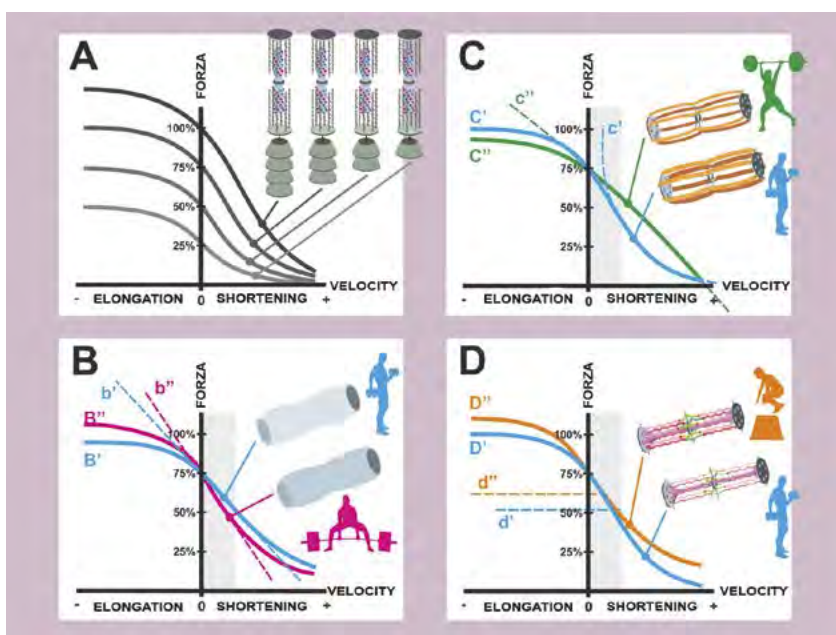 A
FORZA
100%
75%
50%
25%
VELOCITY
- ELONGATION 0 SHORTENING +
C
FORZA
c"
c'
C'
C"
100%
75%
50%
25%
VELOCITY
- ELONGATION 0 SHORTENING +
B
FORZA
b'
b"
B"
B'
100%
75%
50%
25%
VELOCITY
- ELONGATION 0 SHORTENING +
D
FORZA
D"
D'
d"
d'
100%
75%
50%
25%
VELOCITY
- ELONGATION 0 SHORTENING +